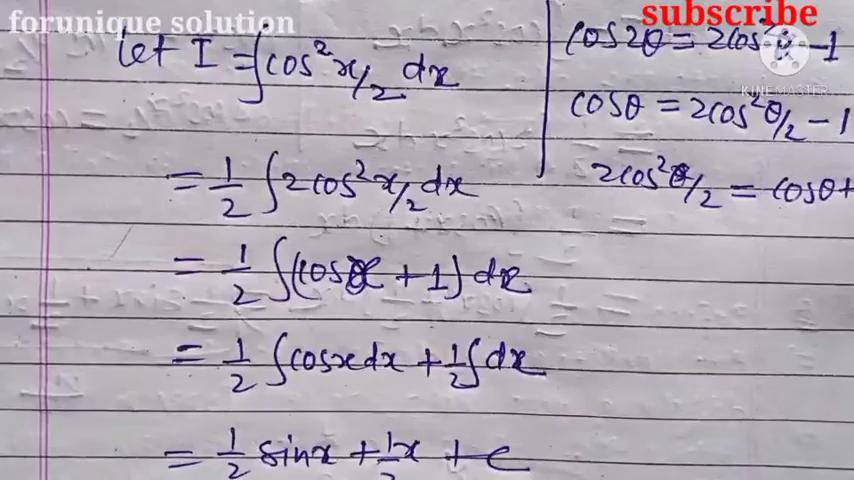 forunique solution
subscribe
let I = ∫cos²x/2 dx
= 1/2 ∫2cos²x/2 dx
= 1/2 ∫(cosx + 1) dx
= 1/2 ∫cosx dx + 1/2 ∫dx
= 1/2 sinx + 1/2 x + c
cos2θ = 2cos²θ - 1
KINEMASTER
cosθ = 2cos²θ/2 - 1
2cos²θ/2 = cosθ+